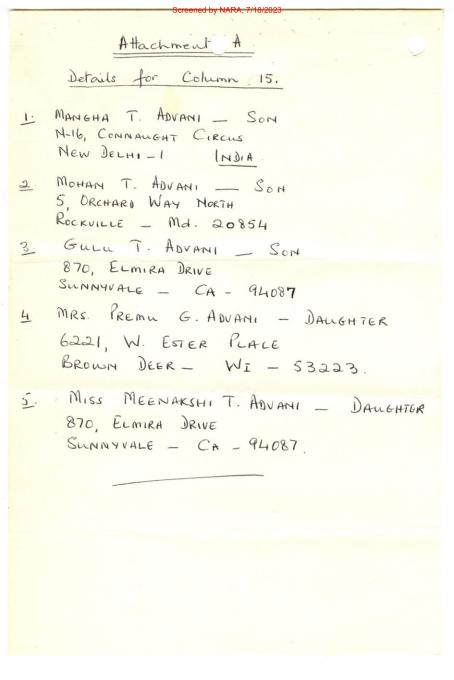 Screened by NARA, 7/18/2023
Attachment A
Details for Column 15.
1. MANGHA T. ADVANI — SON
N-16, CONNAUGHT CIRCUS
NEW DELHI - 1 INDIA
2. MOHAN T. ADVANI — SON
5, ORCHARD WAY NORTH
ROCKVILLE — Md. 20854
3 GULU T. ADVANI — SON
870, ELMIRA DRIVE
SUNNYVALE — CA - 94087
4 MRS. PREMU G. ADVANI — DAUGHTER
6221, W. ESTER PLACE
BROWN DEER — WI — 53223.
5. MISS MEENAKSHI T. ADVANI — DAUGHTER
870, ELMIRA DRIVE
SUNNYVALE — CA - 94087.